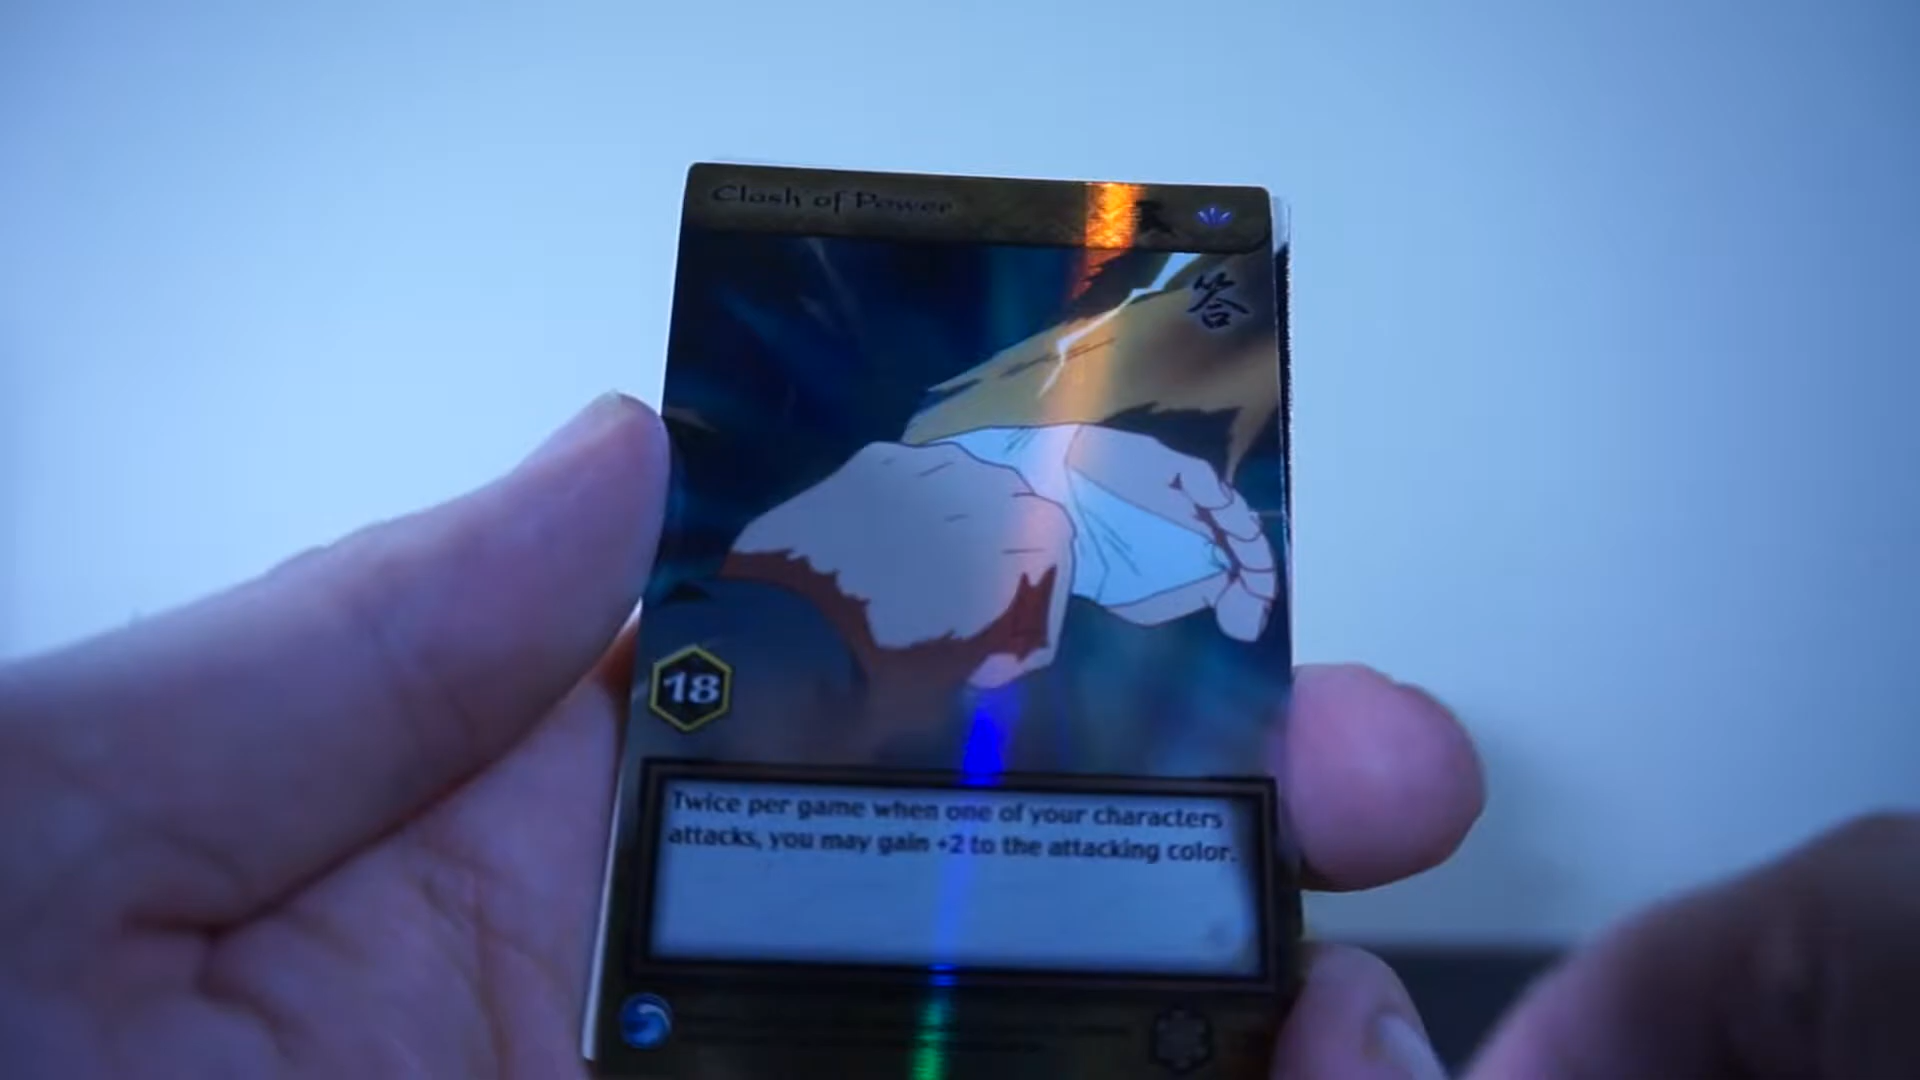 Clash of Power
答
18
Twice per game when one of your characters
attacks, you may gain +2 to the attacking color.